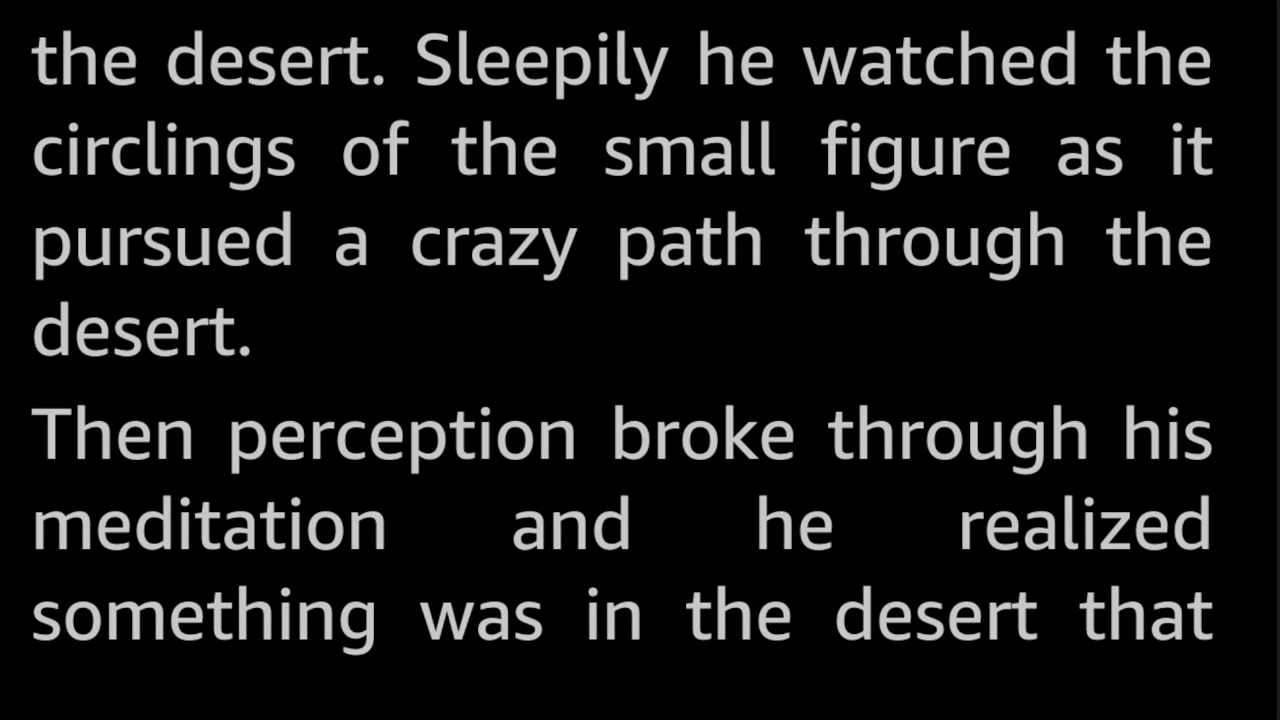 the desert. Sleepily he watched the
circlings of the small figure as it
pursued a crazy path through the
desert.
Then perception broke through his
meditation and he realized
something was in the desert that